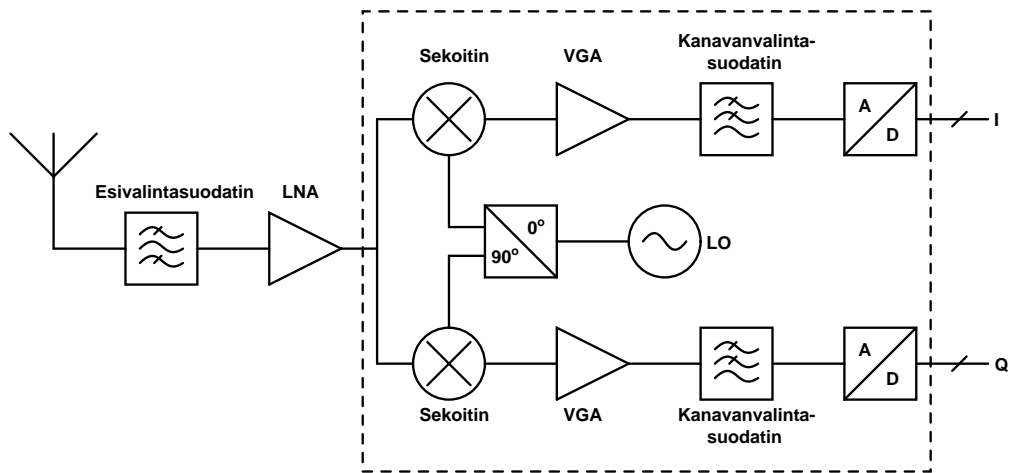 Sekoitin
VGA
Kanavanvalinta-
suodatin
A
D
I
Esivalintasuodatin
LNA
0°
90°
LO
A
D
Q
Sekoitin
VGA
Kanavanvalinta-
suodatin